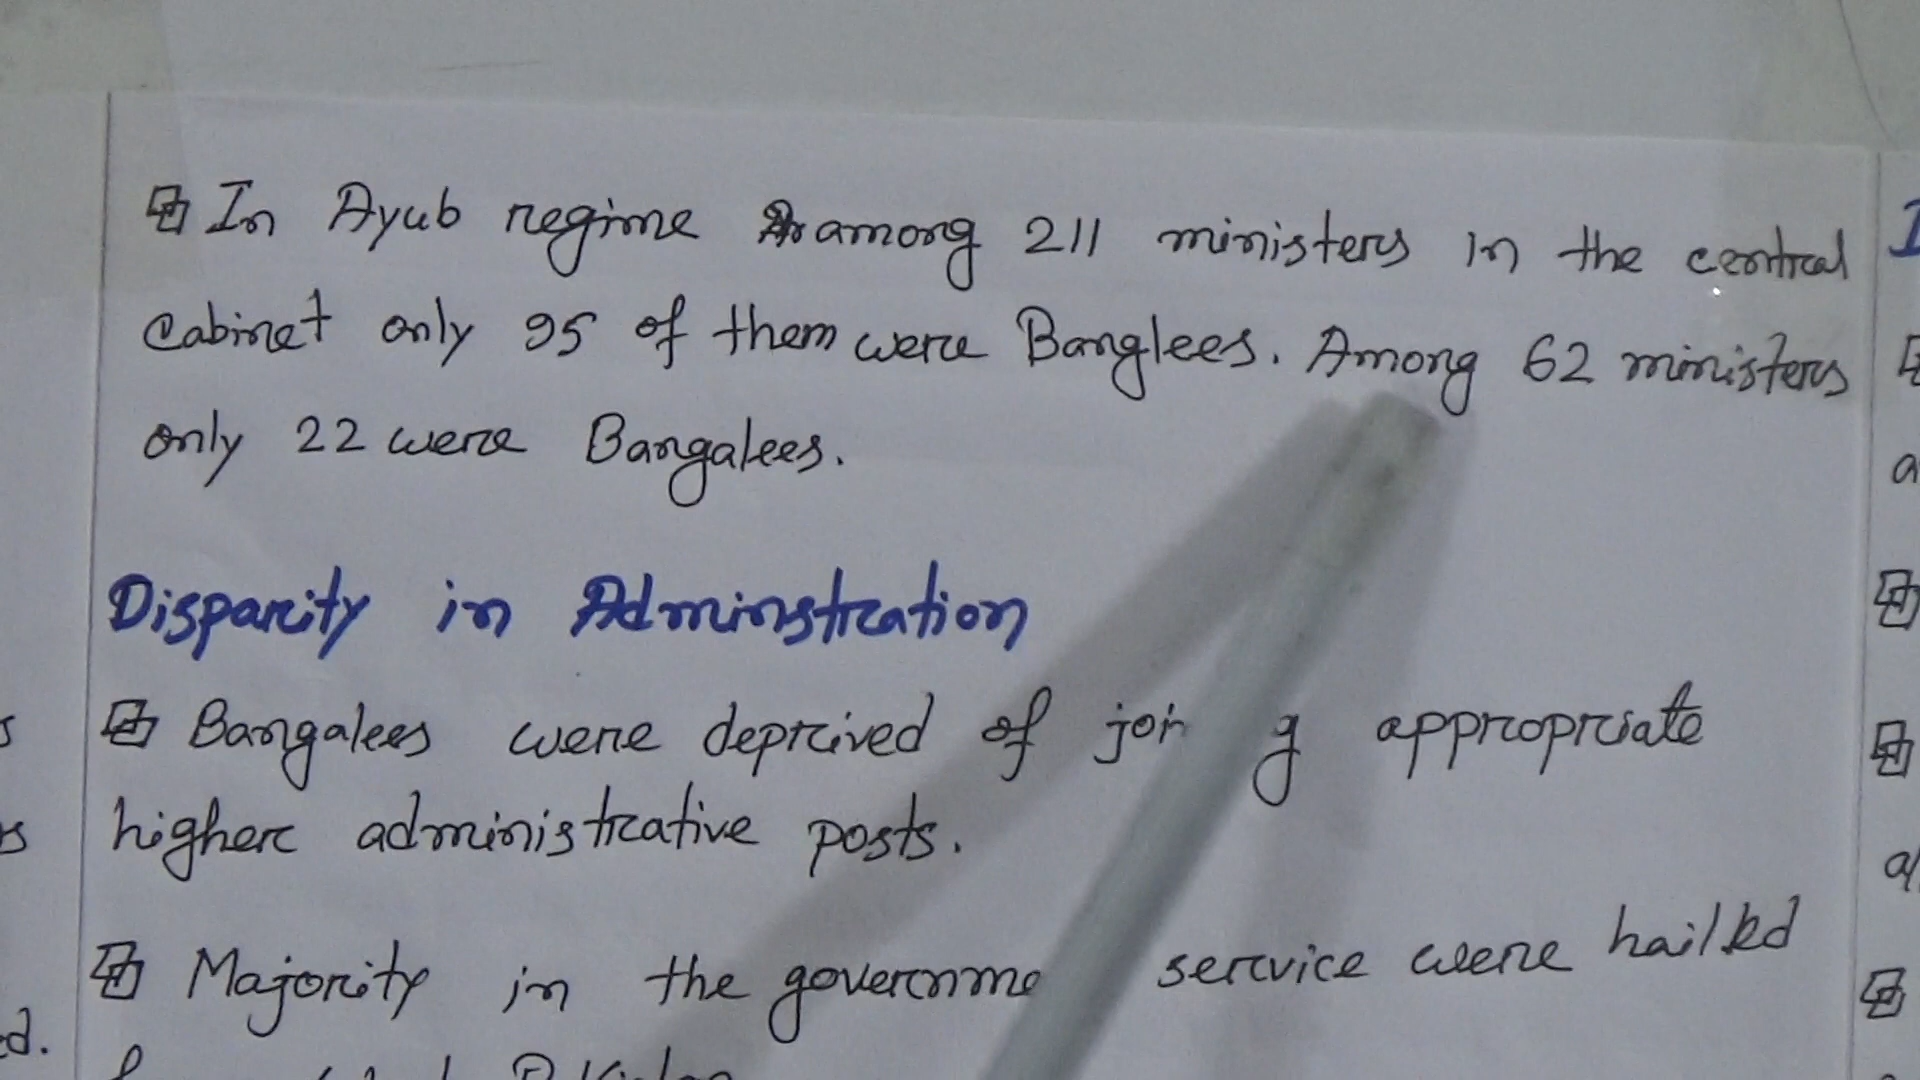 In Ayub regime among 211 ministers in the central
Cabinet only 95 of them were Banglees. Among 62 ministers
only 22 were Bangalees.
Disparity in Adminstration
Bangalees were deprived of joi g appropriate
higher administrative posts.
Majority in the governme service were hailed